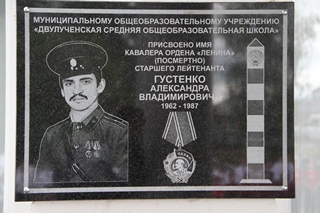 МУНИЦИПАЛЬНОМУ ОБЩЕОБРАЗОВАТЕЛЬНОМУ УЧРЕЖДЕНИЮ
«ДВУЛУЧЕНСКАЯ СРЕДНЯЯ ОБЩЕОБРАЗОВАТЕЛЬНАЯ ШКОЛА»
ПРИСВОЕНО ИМЯ
КАВАЛЕРА ОРДЕНА «ЛЕНИНА»
(ПОСМЕРТНО)
СТАРШЕГО ЛЕЙТЕНАНТА
ГУСТЕНКО
АЛЕКСАНДРА
ВЛАДИМИРОВИЧА
1962 - 1987